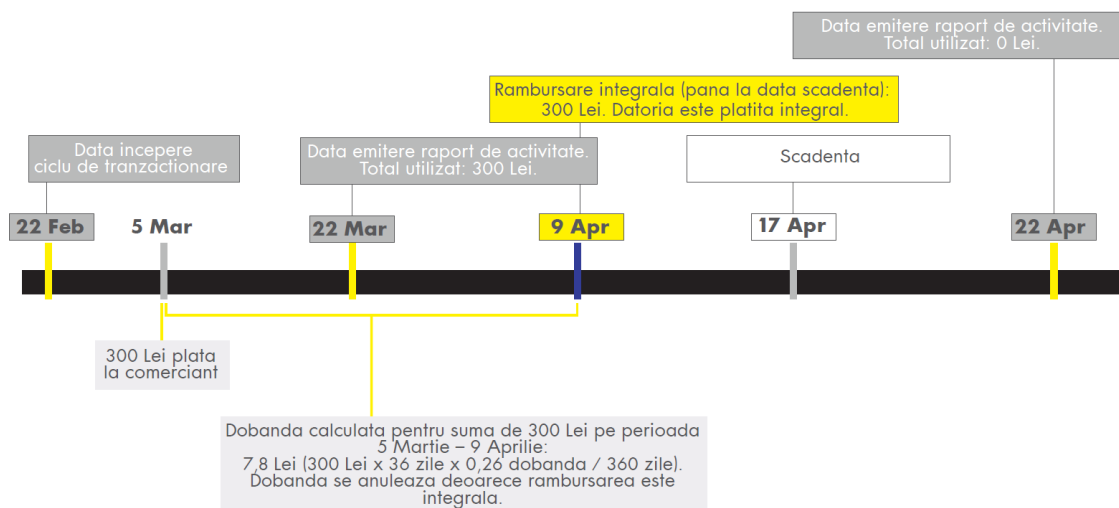 Data emitere raport de activitate.
Total utilizat: 0 Lei.
Rambursare integrala (pana la data scadenta):
300 Lei. Datoria este platita integral.
Data incepere
ciclu de tranzactionare
Data emitere raport de activitate.
Total utilizat: 300 Lei.
Scadenta
22 Feb
5 Mar
22 Mar
9 Apr
17 Apr
22 Apr
300 Lei plata
la comerciant
Dobanda calculata pentru suma de 300 Lei pe perioada
5 Martie – 9 Aprilie:
7,8 Lei (300 Lei x 36 zile x 0,26 dobanda / 360 zile).
Dobanda se anuleaza deoarece rambursarea este
integrala.